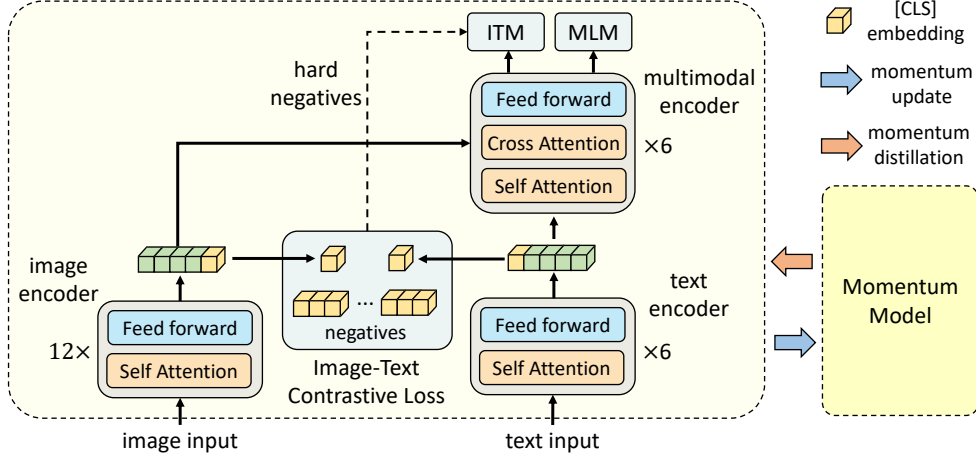 ITM
MLM
hard
negatives
Feed forward
Cross Attention
Self Attention
multimodal
encoder
×6
[CLS]
embedding
momentum
update
momentum
distillation
image
encoder
12×
Feed forward
Self Attention
image input
...
negatives
Image-Text
Contrastive Loss
text
encoder
Feed forward
Self Attention
×6
text input
Momentum
Model